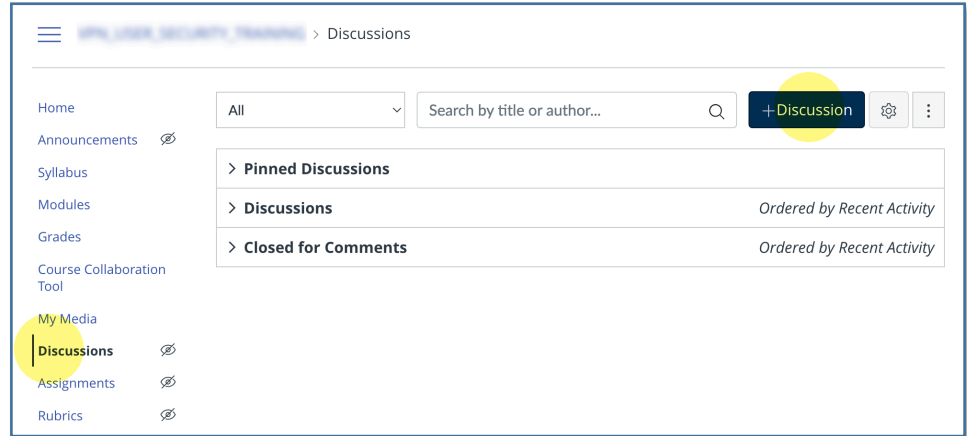 > Discussions
Home
Announcements
Syllabus
Modules
Grades
Course Collaboration
Tool
My Media
Discussions
Assignments
Rubrics
All
Search by title or author...
+Discussion
Pinned Discussions
Discussions
Ordered by Recent Activity
Closed for Comments
Ordered by Recent Activity